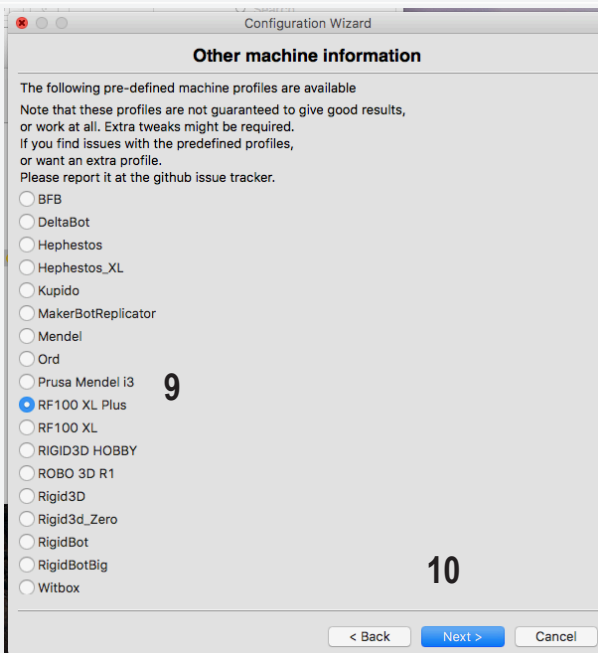 Search
Configuration Wizard
Other machine information
The following pre-defined machine profiles are available
Note that these profiles are not guaranteed to give good results,
or work at all. Extra tweaks might be required.
If you find issues with the predefined profiles,
or want an extra profile.
Please report it at the github issue tracker.
BFB
DeltaBot
Hephestos
Hephestos_XL
Kupido
MakerBotReplicator
Mendel
Ord
Prusa Mendel i3
9
RF100 XL Plus
RF100 XL
RIGID3D HOBBY
ROBO 3D R1
Rigid3D
Rigid3d_Zero
RigidBot
RigidBotBig
10
Witbox
< Back
Next >
Cancel